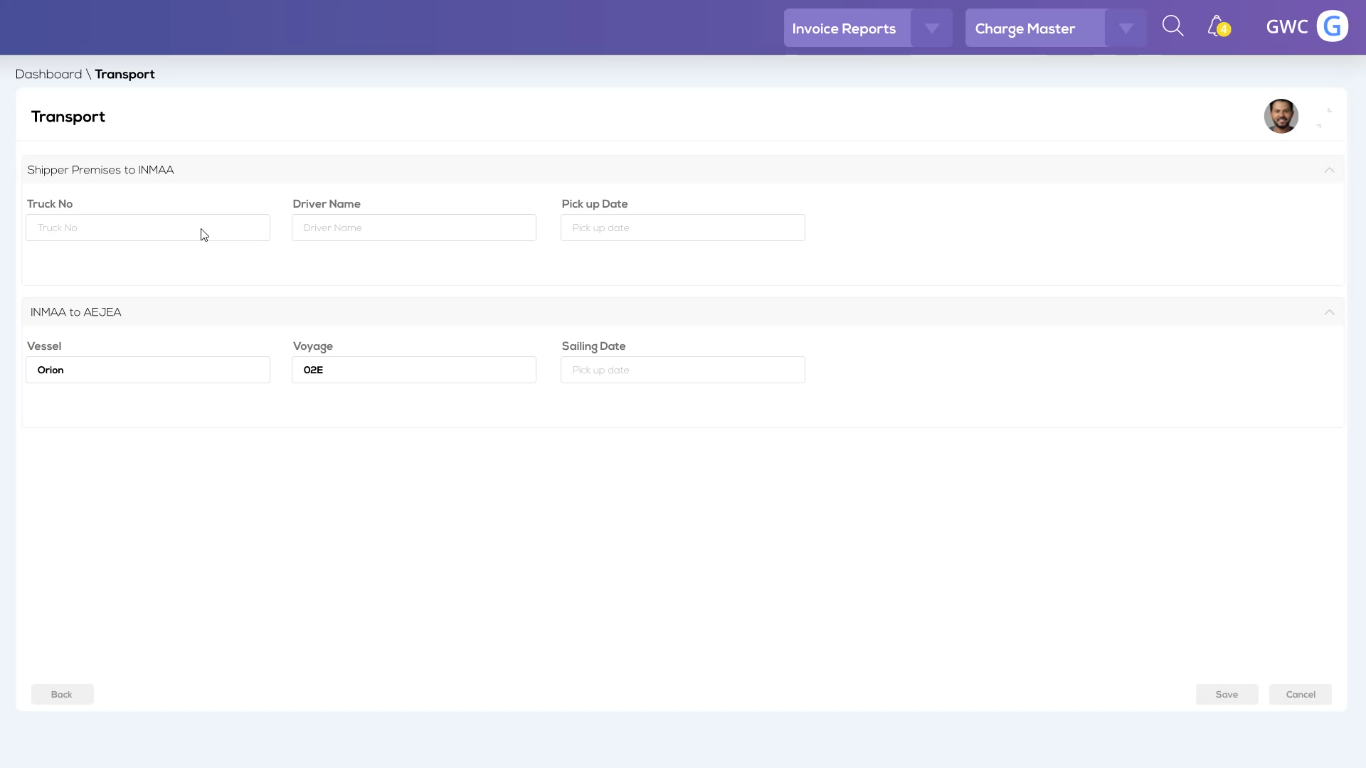 Invoice Reports
Charge Master
4
GWC G
Dashboard \ Transport
Transport
Shipper Premises to INMAA
Truck No Driver Name Pick up Date
Truck No Driver Name Pick up date
INMAA to AEJEA
Vessel Voyage Sailing Date
Orion 02E Pick up date
Back Save Cancel